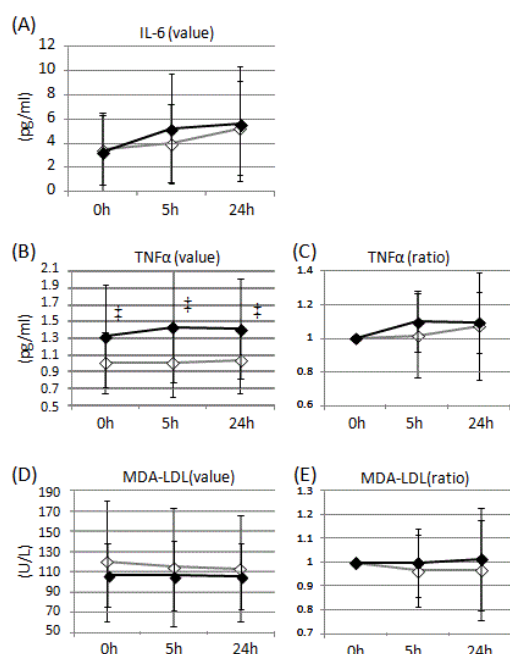 (A)
IL-6 (value)
(pg/ml)
12
10
8
6
4
2
0
0h 5h 24h
(B)
TNFα (value)
(pg/ml)
2.1
1.9
1.7
1.5
1.3
1.1
0.9
0.7
0.5
‡ ‡ ‡
0h 5h 24h
(C)
TNFα (ratio)
1.4
1.2
1
0.8
0.6
0h 5h 24h
(D)
MDA-LDL(value)
(U/L)
190
170
150
130
110
90
70
50
0h 5h 24h
(E)
MDA-LDL(ratio)
1.3
1.2
1.1
1
0.9
0.8
0.7
0h 5h 24h